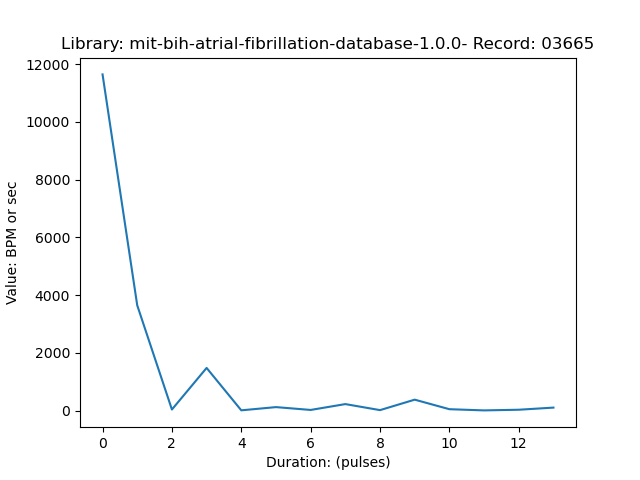 Library: mit-bih-atrial-fibrillation-database-1.0.0- Record: 03665
12000
10000
8000
6000
4000
2000
0
Value: BPM or sec
0 2 4 6 8 10 12
Duration: (pulses)